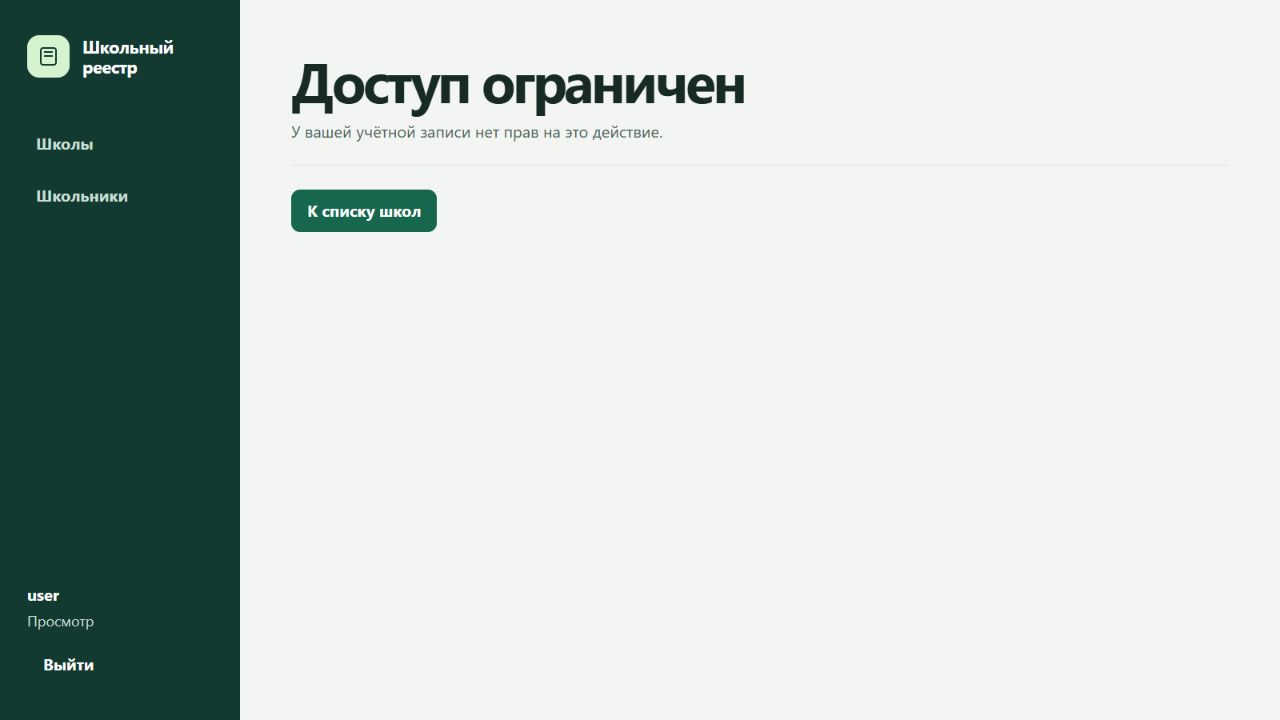 Школьный
реестр
Школы
Школьники
user
Просмотр
Выйти
Доступ ограничен
У вашей учётной записи нет прав на это действие.
К списку школ